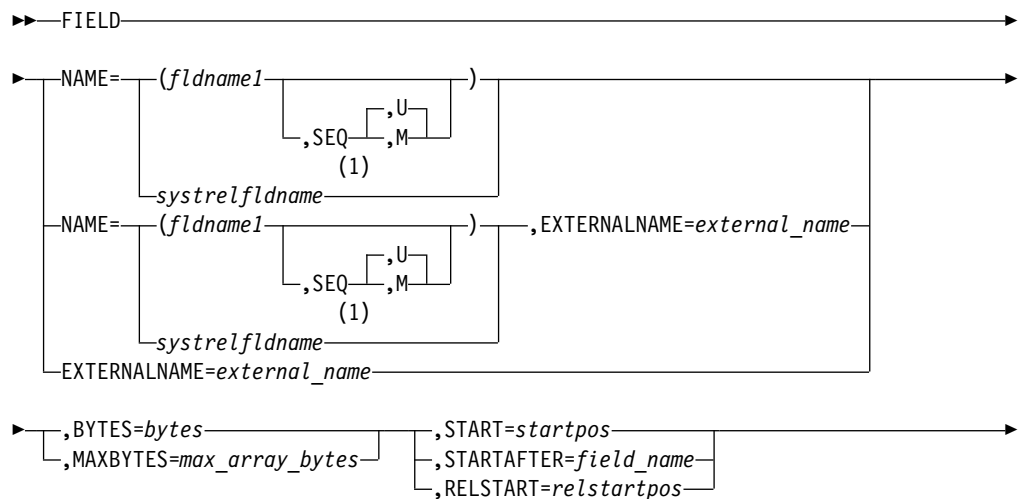 FIELD
NAME= (fldname1 )
,U
,SEQ ,M
(1)
systrelfldname
NAME= (fldname1 ) ,EXTERNALNAME=external_name
,U
,SEQ ,M
(1)
systrelfldname
EXTERNALNAME=external_name
,BYTES=bytes ,START=startpos
,MAXBYTES=max_array_bytes ,STARTAFTER=field_name
,RELSTART=relstartpos